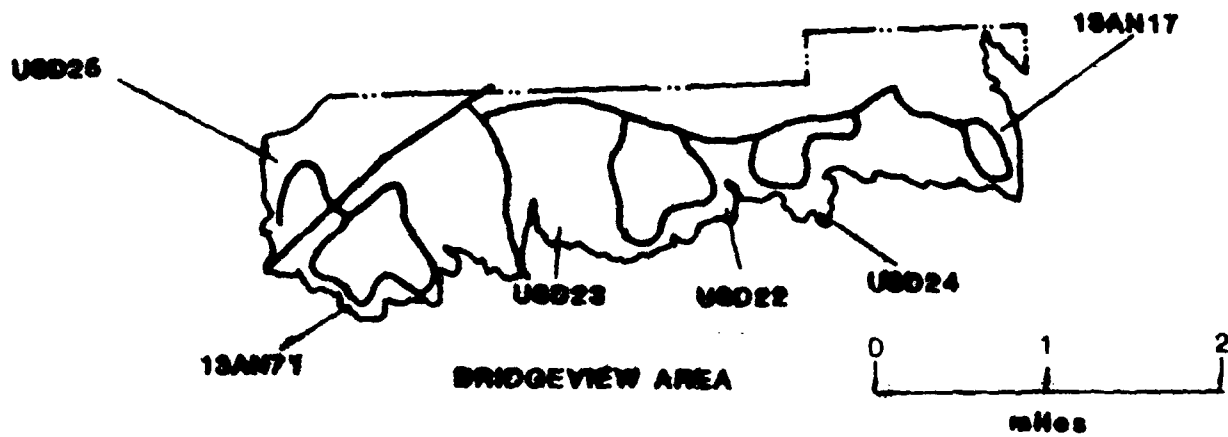 13AN17
USD25
USD24
USD23
USD22
13AN71
BRIDGEVIEW AREA
0 1 2
miles